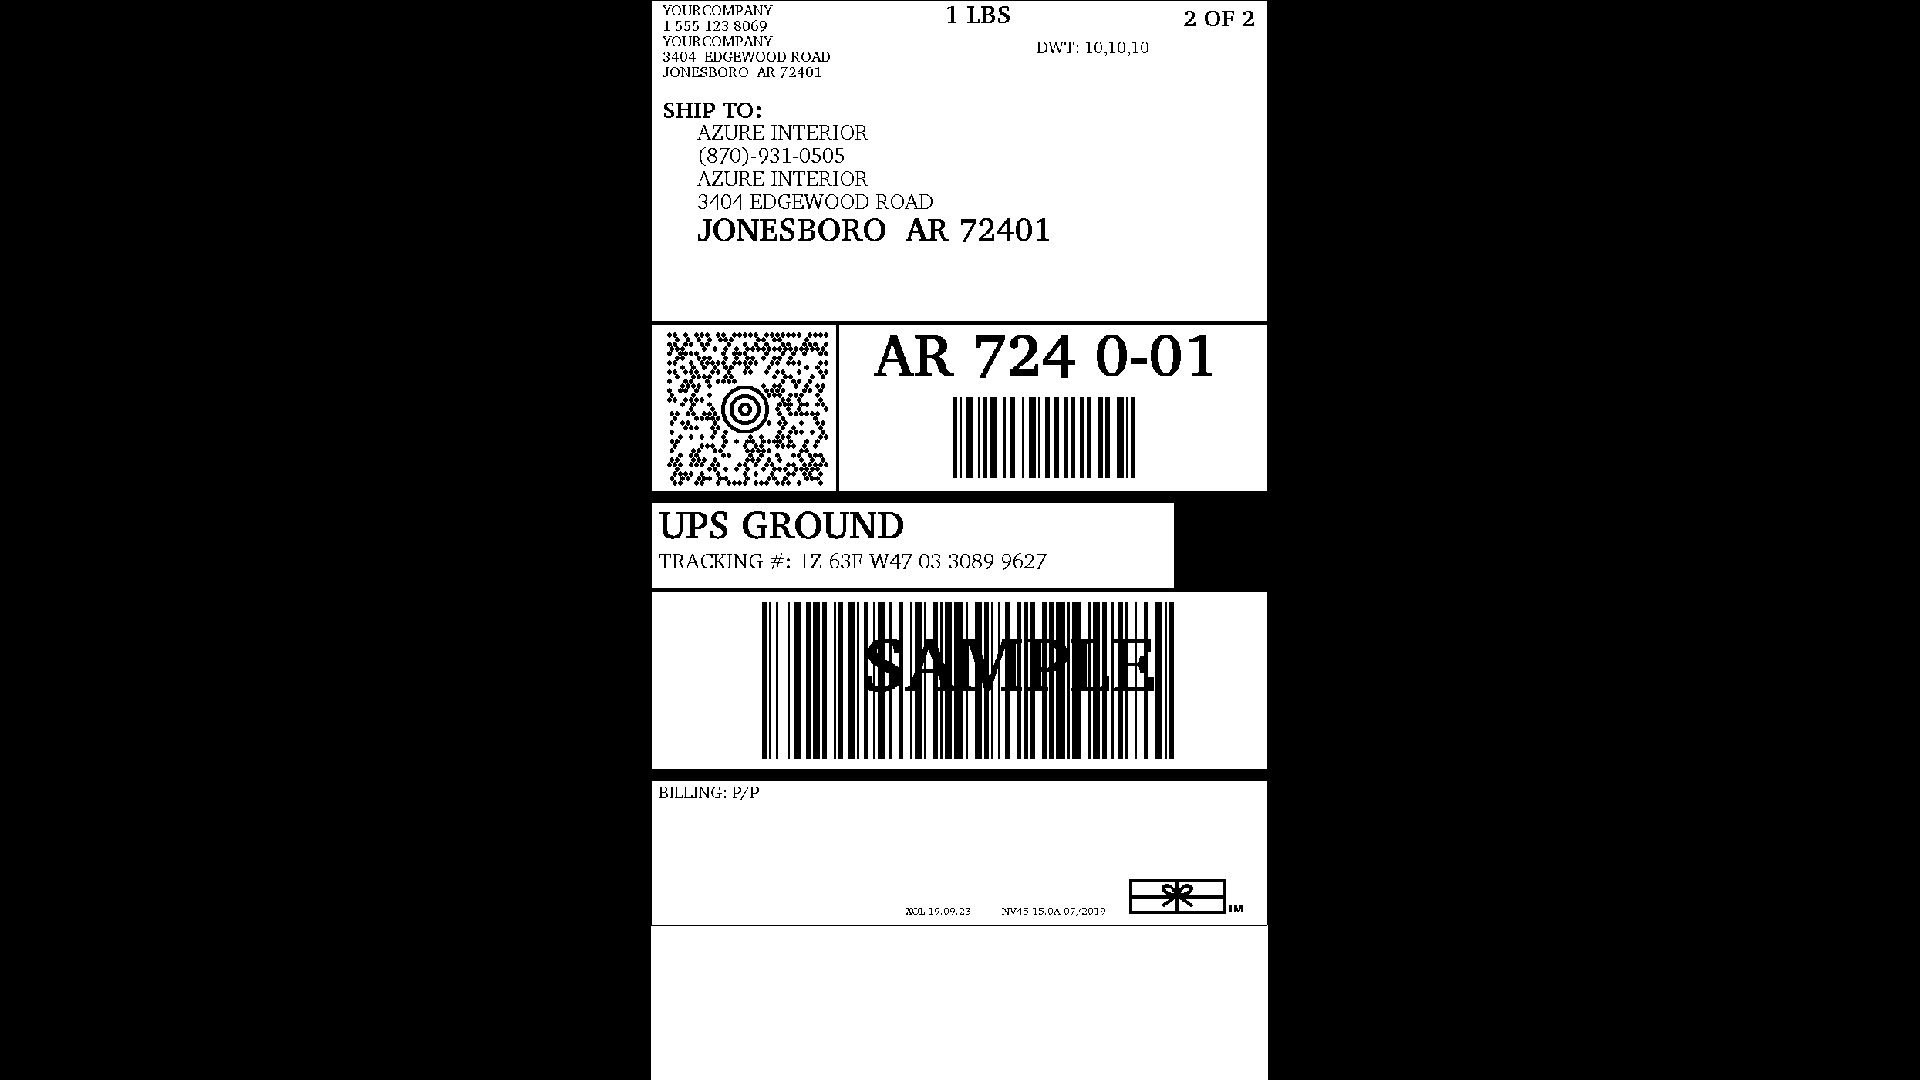 YOURCOMPANY
1 555 123 8069
YOURCOMPANY
3404 EDGEWOOD ROAD
JONESBORO AR 72401
1 LBS
2 OF 2
DWT: 10,10,10
SHIP TO:
AZURE INTERIOR
(870)-931-0505
AZURE INTERIOR
3404 EDGEWOOD ROAD
JONESBORO AR 72401
AR 724 0-01
UPS GROUND
TRACKING #: 1Z 63F W47 03 3089 9627
SAMPLE
BILLING: P/P
XOL 19.09.23 NV45 15.0A 07/2019
TM